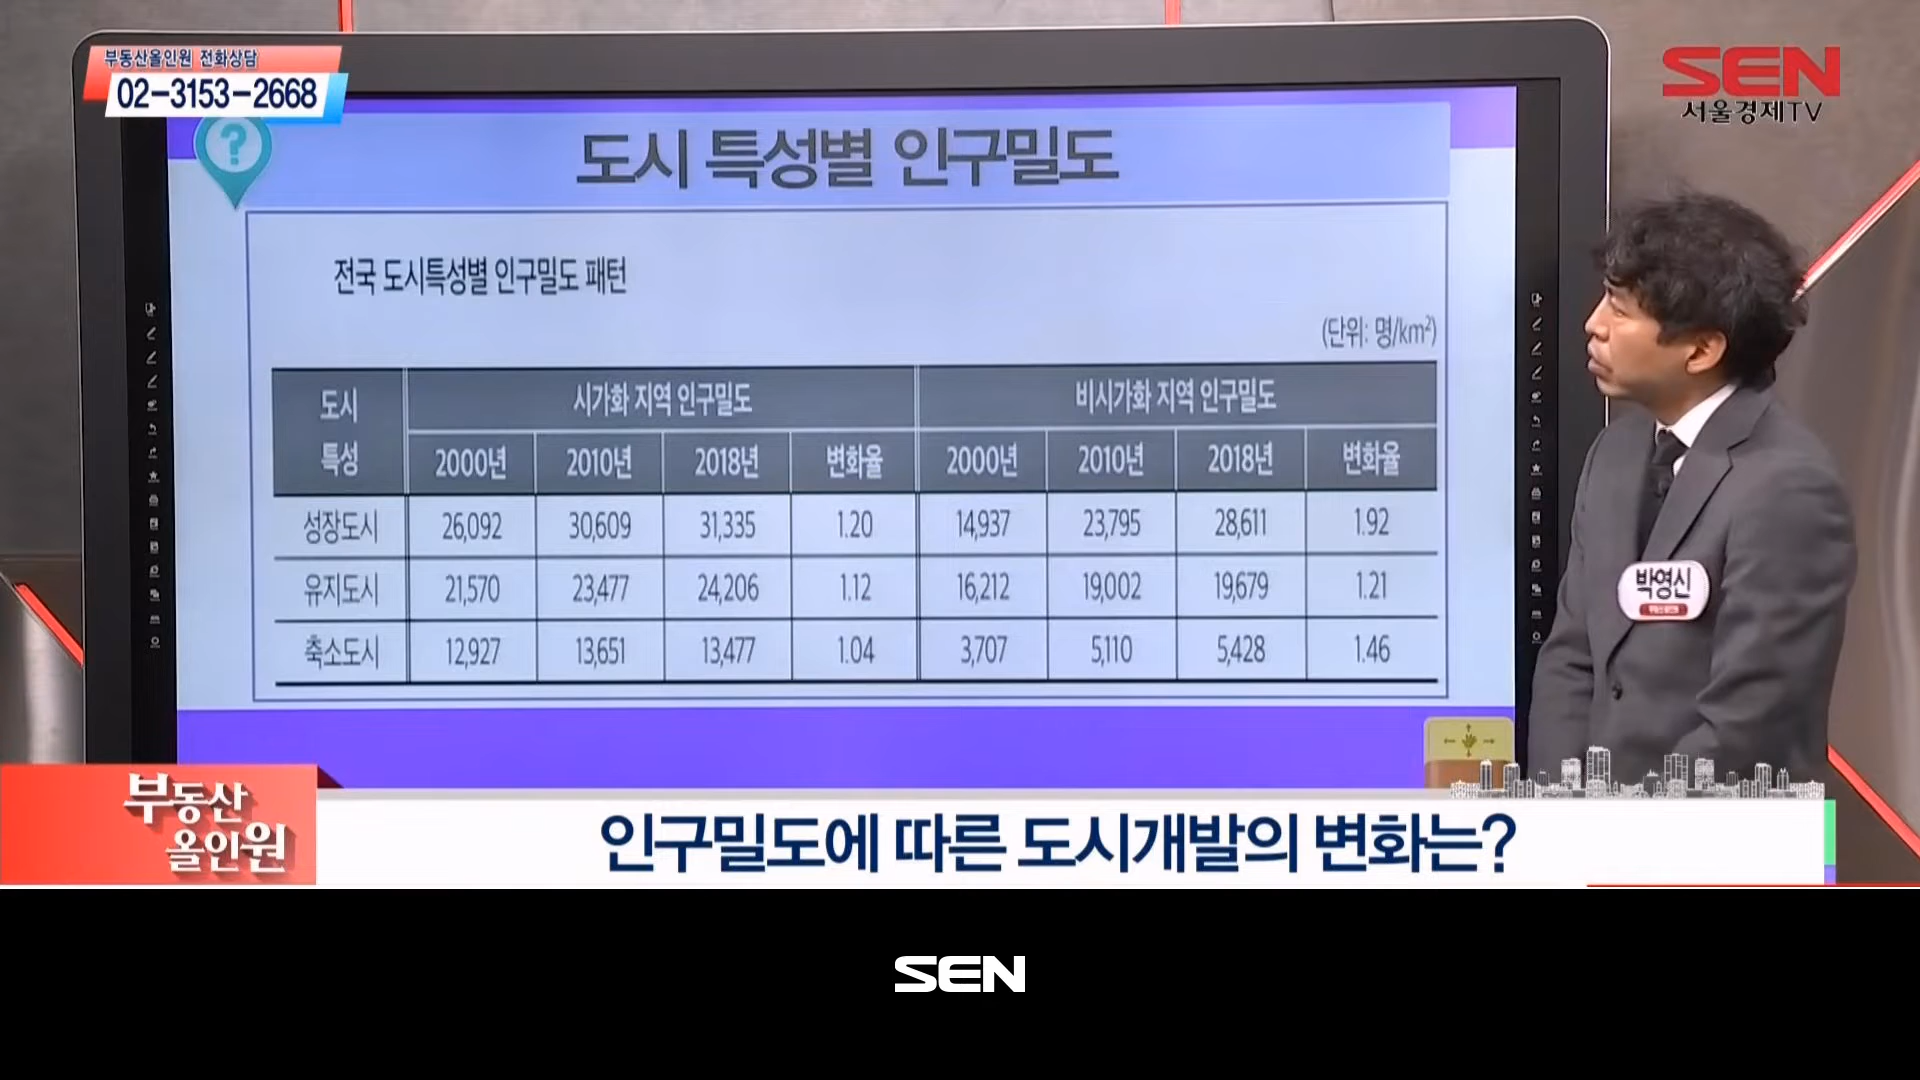 부동산올인원 전화상담
02-3153-2668
SEN
서울경제TV
?
도시 특성별 인구밀도
전국 도시특성별 인구밀도 패턴
(단위: 명/km²)
도시 특성 시가화 지역 인구밀도 비시가화 지역 인구밀도
2000년 2010년 2018년 변화율 2000년 2010년 2018년 변화율
성장도시 26,092 30,609 31,335 1.20 14,937 23,795 28,611 1.92
유지도시 21,570 23,477 24,206 1.12 16,212 19,002 19,679 1.21
축소도시 12,927 13,651 13,477 1.04 3,707 5,110 5,428 1.46
박영신
부동산
올인원
인구밀도에 따른 도시개발의 변화는?
SEN